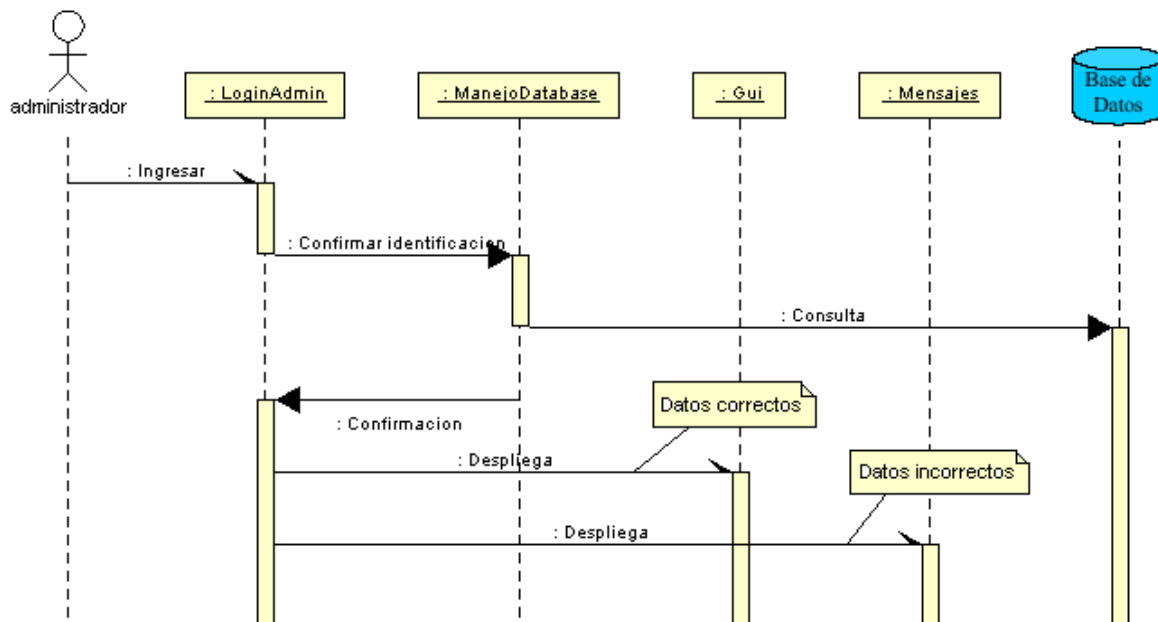 administrador
: LoginAdmin
: ManejoDatabase
: Gui
: Mensajes
Base de
Datos
: Ingresar
: Confirmar identificacion
: Consulta
: Confirmacion
Datos correctos
: Despliega
Datos incorrectos
: Despliega